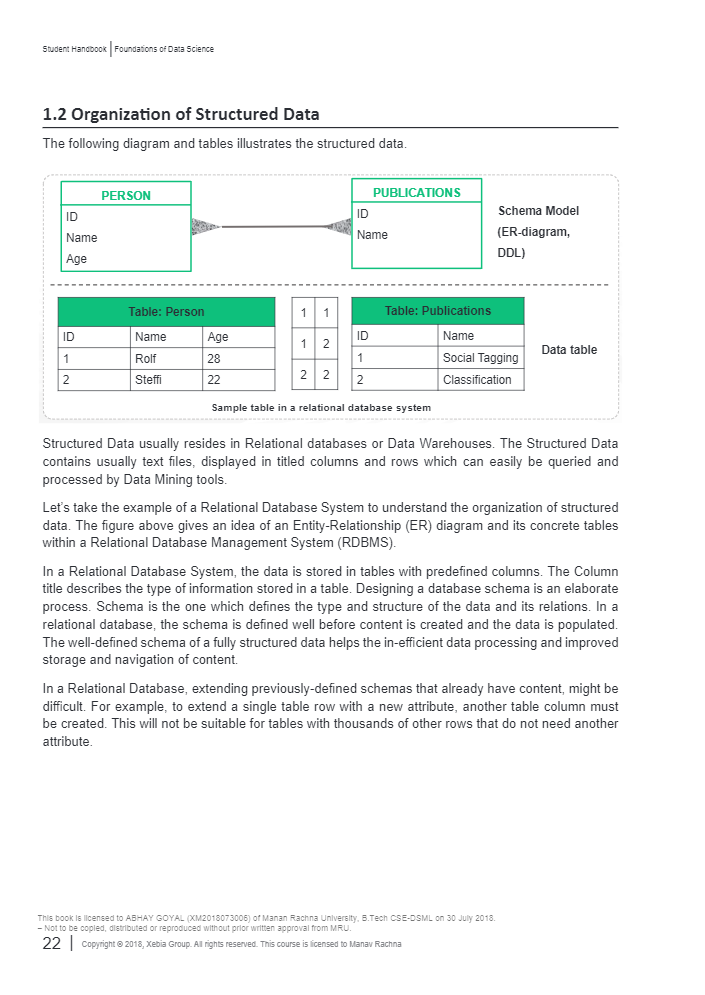 Student Handbook | Foundations of Data Science
1.2 Organization of Structured Data
The following diagram and tables illustrates the structured data.
PERSON
ID
Name
Age
PUBLICATIONS
ID
Name
Schema Model
(ER-diagram,
DDL)
Table: Person
ID Name Age
1 Rolf 28
2 Steffi 22
1 1
1 2
2 2
Table: Publications
ID Name
1 Social Tagging
2 Classification
Data table
Sample table in a relational database system
Structured Data usually resides in Relational databases or Data Warehouses. The Structured Data
contains usually text files, displayed in titled columns and rows which can easily be queried and
processed by Data Mining tools.
Let's take the example of a Relational Database System to understand the organization of structured
data. The figure above gives an idea of an Entity-Relationship (ER) diagram and its concrete tables
within a Relational Database Management System (RDBMS).
In a Relational Database System, the data is stored in tables with predefined columns. The Column
title describes the type of information stored in a table. Designing a database schema is an elaborate
process. Schema is the one which defines the type and structure of the data and its relations. In a
relational database, the schema is defined well before content is created and the data is populated.
The well-defined schema of a fully structured data helps the in-efficient data processing and improved
storage and navigation of content.
In a Relational Database, extending previously-defined schemas that already have content, might be
difficult. For example, to extend a single table row with a new attribute, another table column must
be created. This will not be suitable for tables with thousands of other rows that do not need another
attribute.
This book is licensed to ABHAY GOYAL (XM2018073006) of Manan Rachna University, B.Tech CSE-DSML on 30 July 2018.
– Not to be copied, distributed or reproduced without prior written approval from MRU.
22 | Copyright © 2018, Xebia Group. All rights reserved. This course is licensed to Manav Rachna